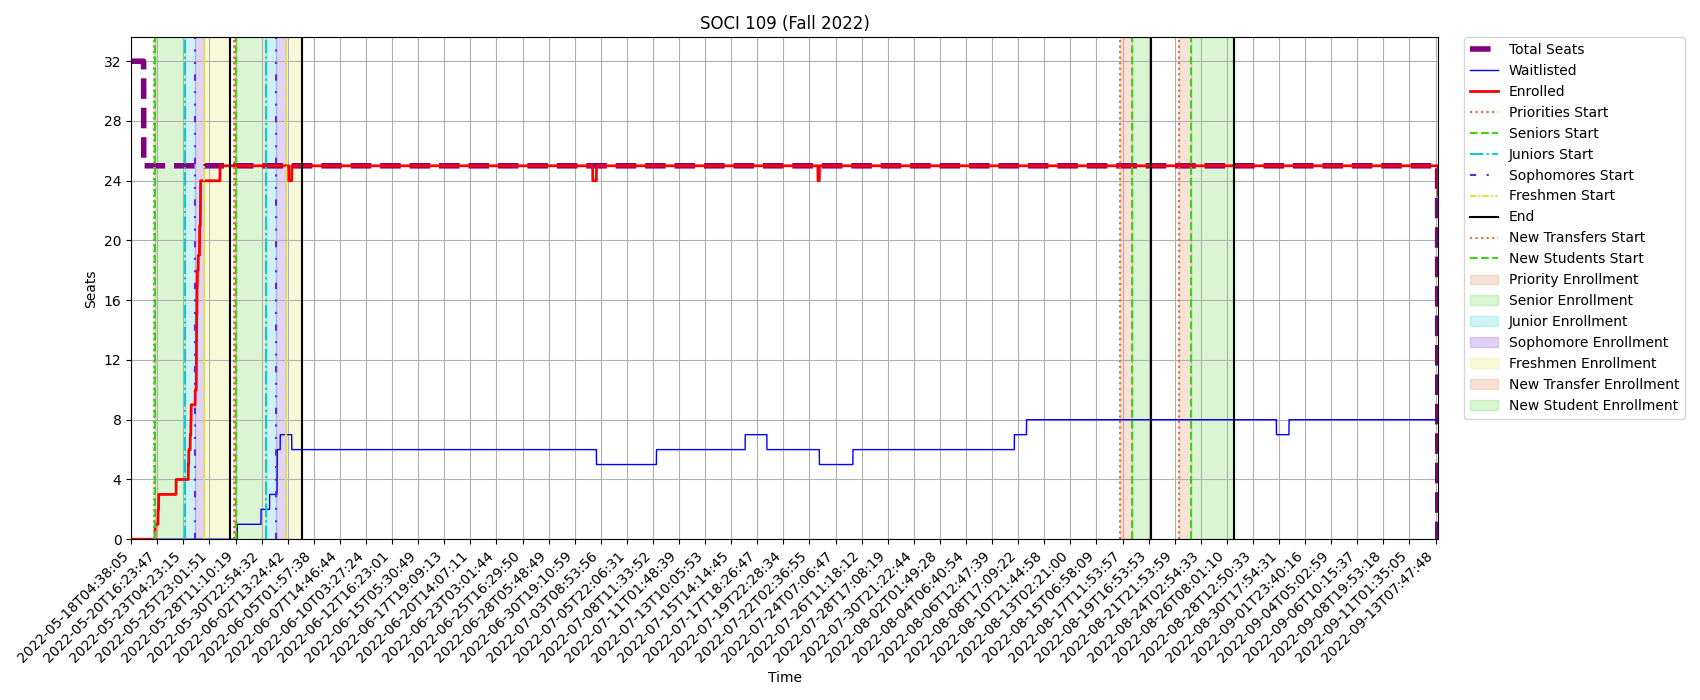 SOCI 109 (Fall 2022)
Seats
32
28
24
20
16
12
8
4
0
2022-05-18T04:38:05
2022-05-20T16:23:47
2022-05-23T04:23:15
2022-05-25T23:01:51
2022-05-28T11:10:19
2022-05-30T22:54:32
2022-06-02T13:24:42
2022-06-05T01:57:38
2022-06-07T14:46:44
2022-06-10T03:27:24
2022-06-12T16:23:01
2022-06-15T05:30:49
2022-06-17T19:09:13
2022-06-20T14:07:11
2022-06-23T03:01:44
2022-06-25T16:29:50
2022-06-28T05:48:49
2022-06-30T19:10:59
2022-07-03T08:53:56
2022-07-05T22:06:31
2022-07-08T11:33:52
2022-07-11T01:48:39
2022-07-13T10:05:53
2022-07-15T14:14:45
2022-07-17T18:26:47
2022-07-19T22:28:34
2022-07-22T02:36:55
2022-07-24T07:06:47
2022-07-26T11:18:12
2022-07-28T17:08:19
2022-07-30T21:22:44
2022-08-02T01:49:28
2022-08-04T06:40:54
2022-08-06T12:47:39
2022-08-08T17:09:22
2022-08-10T21:44:58
2022-08-13T02:21:00
2022-08-15T06:58:09
2022-08-17T11:53:57
2022-08-19T16:53:53
2022-08-21T21:53:59
2022-08-24T02:54:33
2022-08-26T08:01:10
2022-08-28T12:50:33
2022-08-30T17:54:31
2022-09-01T23:40:16
2022-09-04T05:02:59
2022-09-06T10:15:37
2022-09-08T19:53:18
2022-09-11T01:35:05
2022-09-13T07:47:48
Time
Total Seats
Waitlisted
Enrolled
Priorities Start
Seniors Start
Juniors Start
Sophomores Start
Freshmen Start
End
New Transfers Start
New Students Start
Priority Enrollment
Senior Enrollment
Junior Enrollment
Sophomore Enrollment
Freshmen Enrollment
New Transfer Enrollment
New Student Enrollment